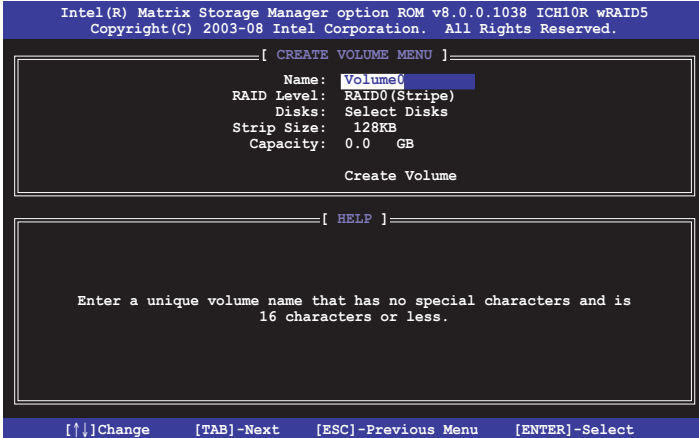 Intel(R) Matrix Storage Manager option ROM v8.0.0.1038 ICH10R wRAID5
Copyright(C) 2003-08 Intel Corporation.  All Rights Reserved.
[ CREATE VOLUME MENU ]
Name: Volume0
RAID Level: RAID0(Stripe)
Disks: Select Disks
Strip Size: 128KB
Capacity: 0.0 GB
Create Volume
[ HELP ]
Enter a unique volume name that has no special characters and is
16 characters or less.
[↑↓]Change [TAB]-Next [ESC]-Previous Menu [ENTER]-Select